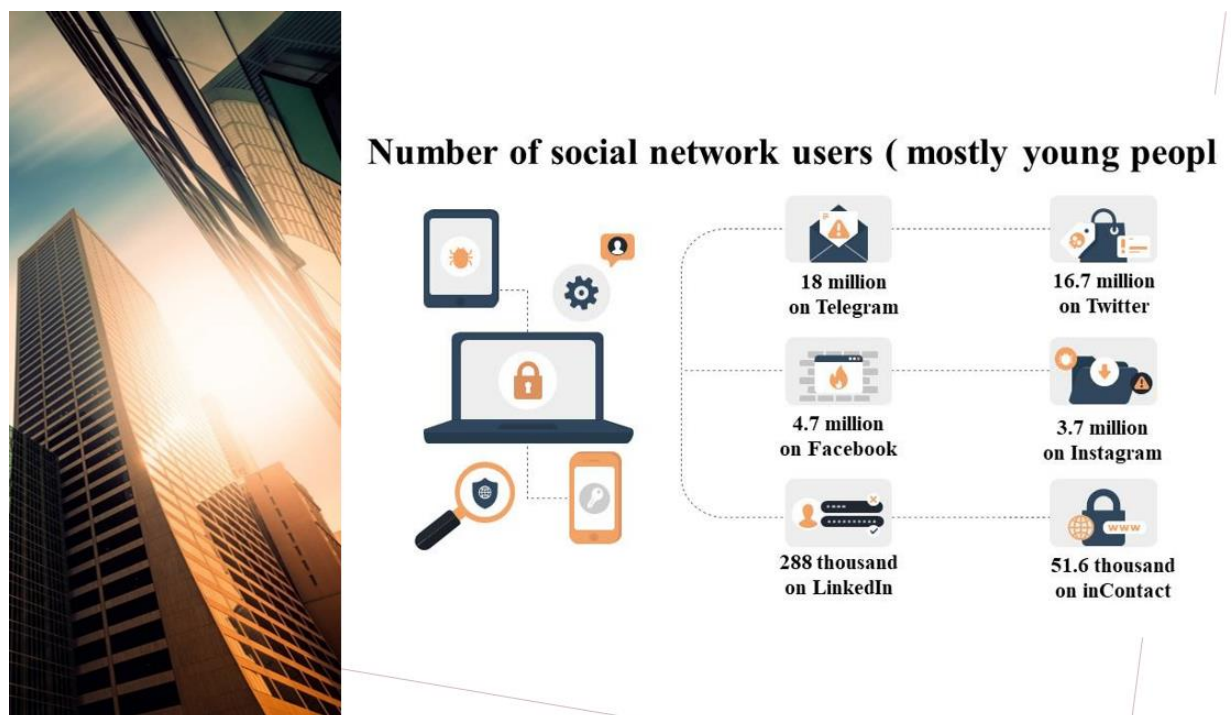 Number of social network users ( mostly young peopl
18 million
on Telegram
16.7 million
on Twitter
4.7 million
on Facebook
3.7 million
on Instagram
www
288 thousand
on LinkedIn
51.6 thousand
on inContact